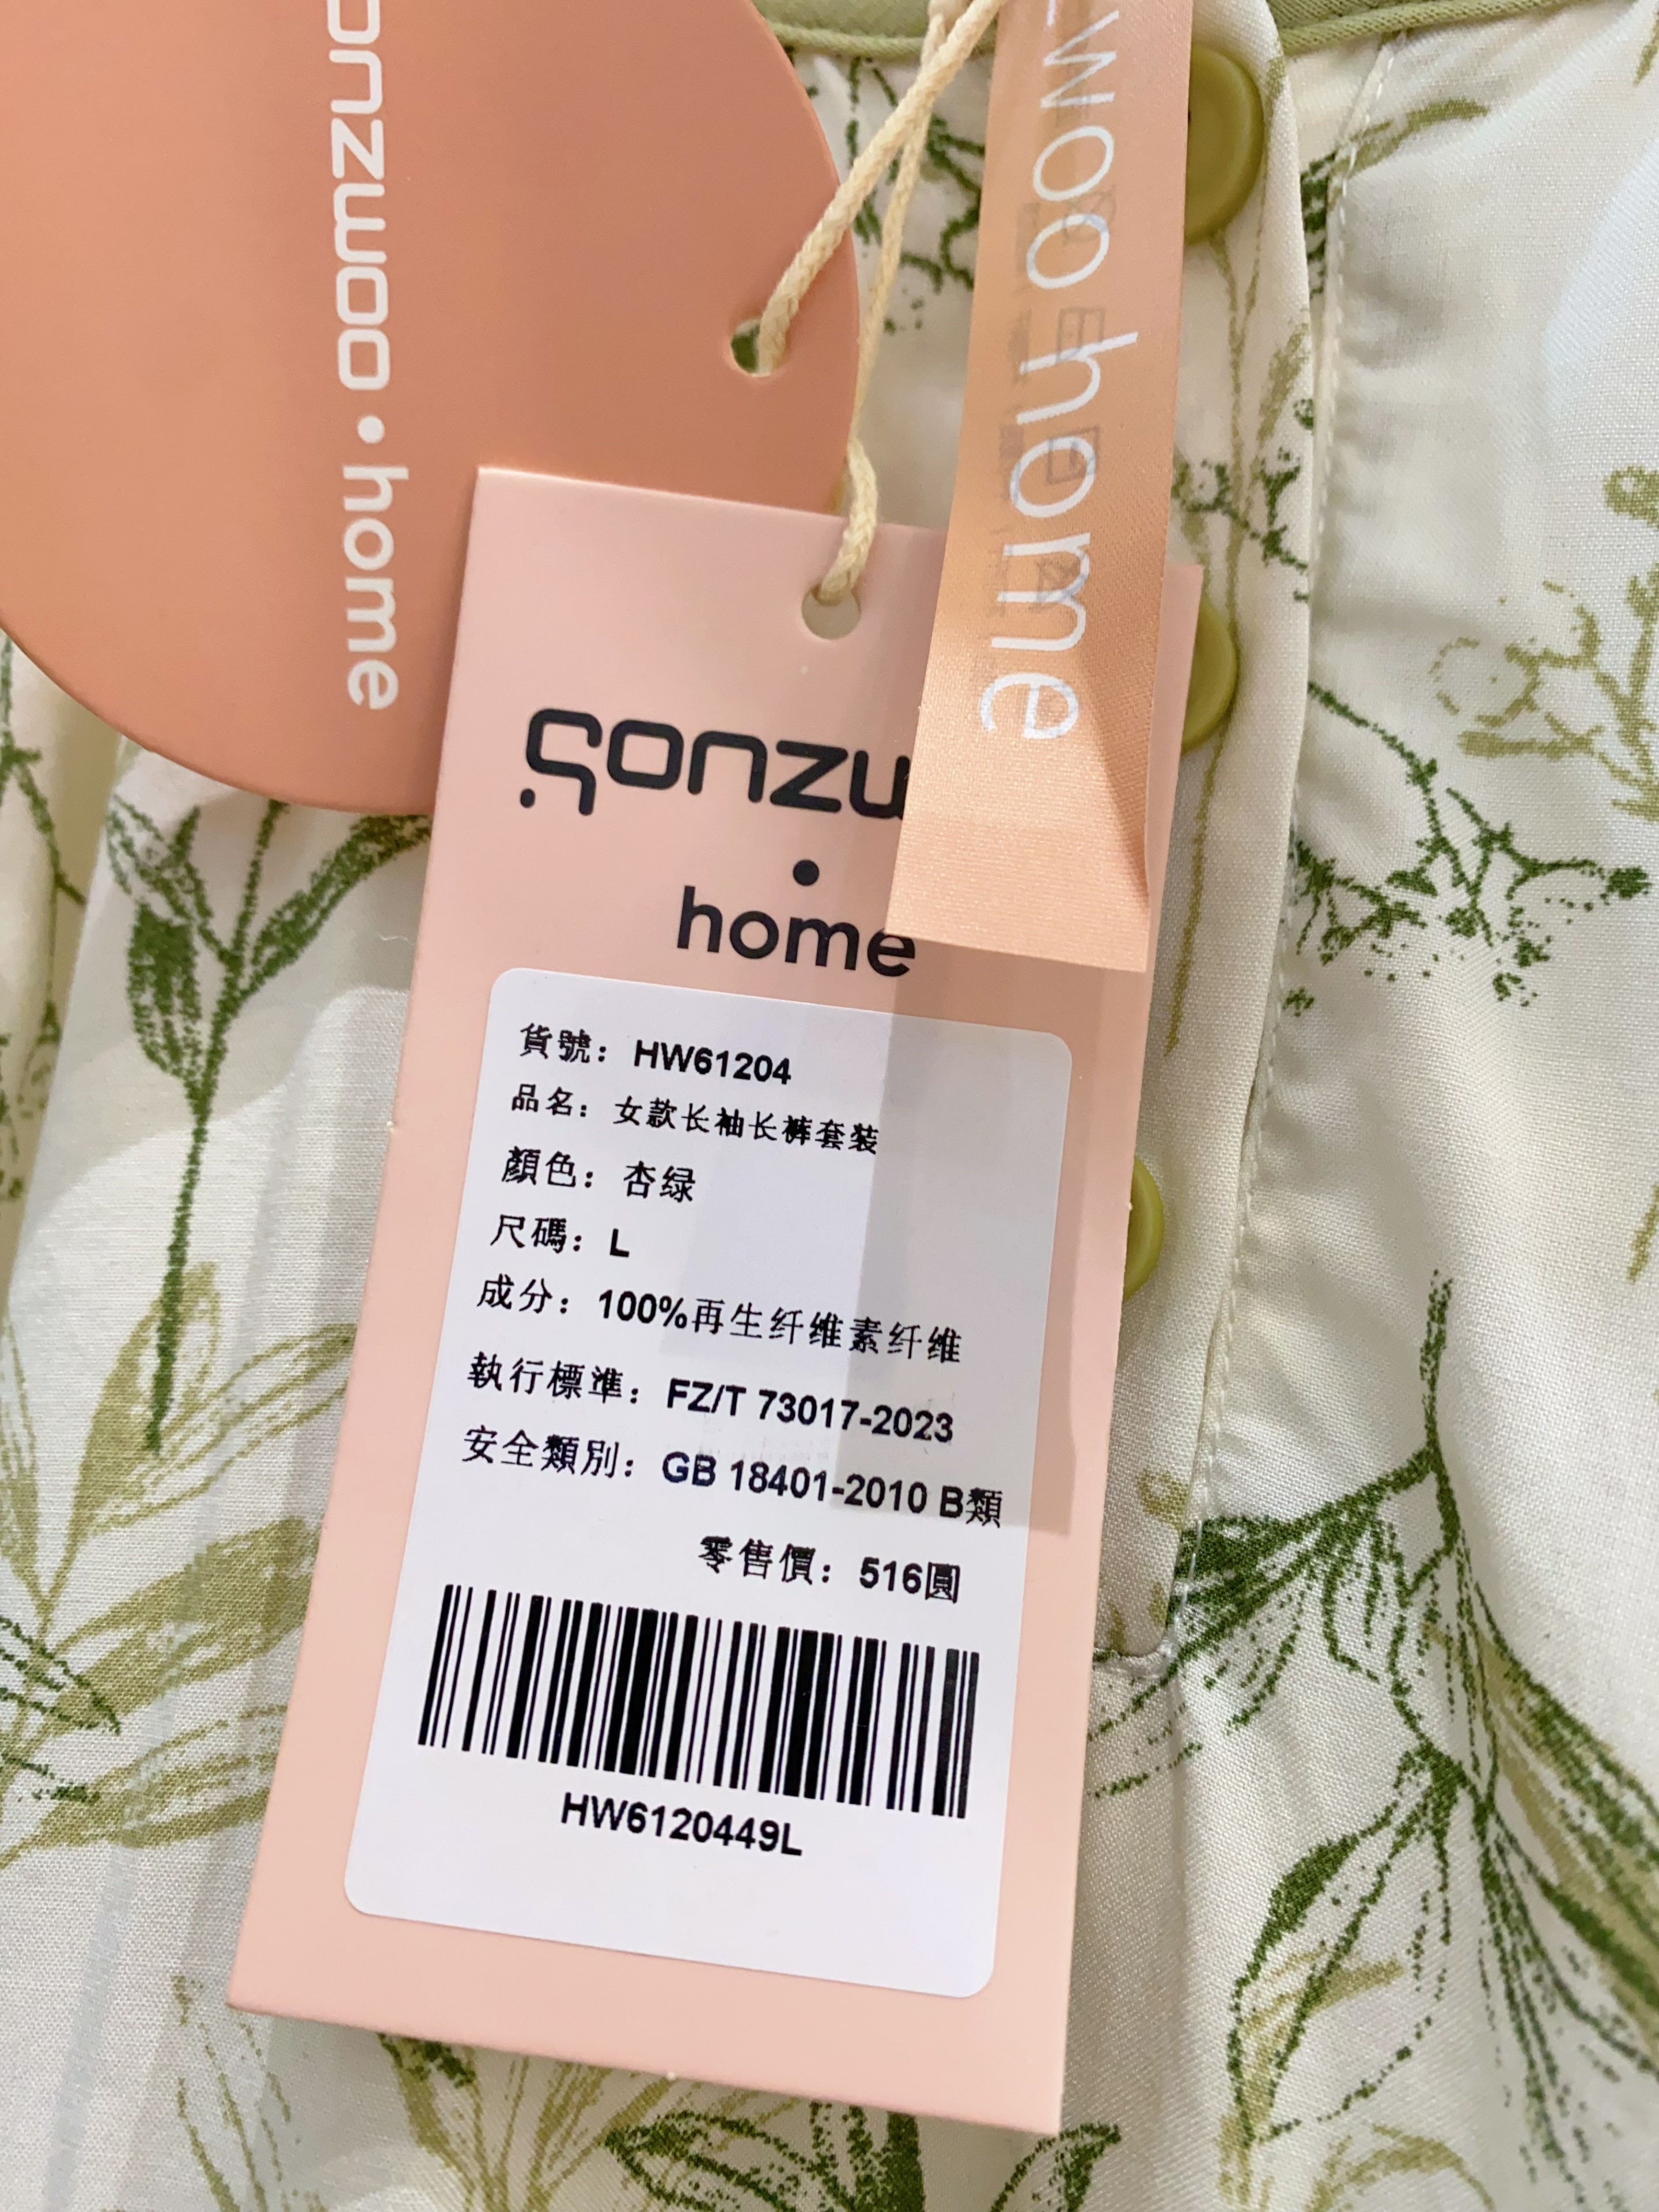 onzwoo • home
woo home
gonzw
home
貨號：HW61204
品名：女款长袖长裤套装
顏色：杏绿
尺碼：L
成分：100%再生纤维素纤维
執行標準：FZ/T 73017-2023
安全類別：GB 18401-2010 B類
零售價：516圓
HW6120449L